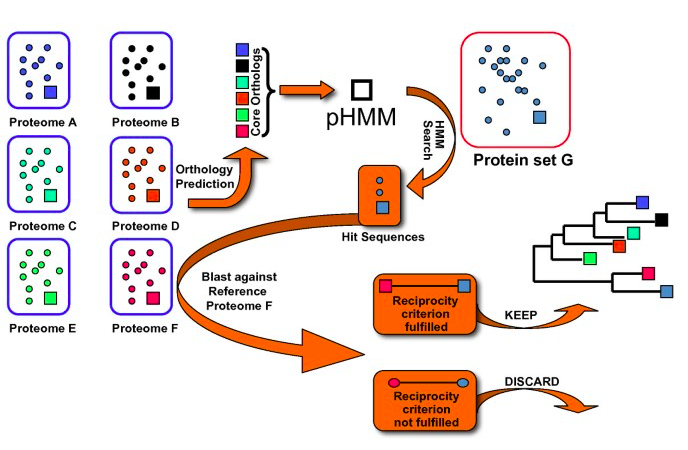 Proteome A
Proteome B
Core Orthologs
pHMM
HMM
Search
Protein set G
Proteome C
Proteome D
Orthology
Prediction
Hit Sequences
Proteome E
Proteome F
Blast against
Reference
Proteome F
Reciprocity
criterion
fulfilled
KEEP
Reciprocity
criterion
not fulfilled
DISCARD